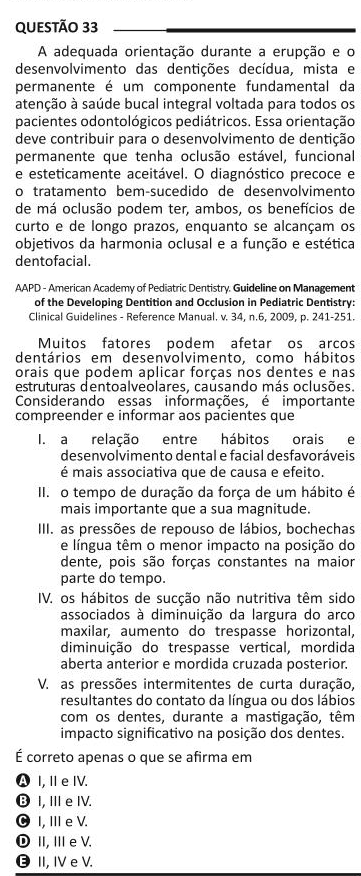 QUESTÃO 33
A adequada orientação durante a erupção e o
desenvolvimento das dentições decídua, mista e
permanente é um componente fundamental da
atenção à saúde bucal integral voltada para todos os
pacientes odontológicos pediátricos. Essa orientação
deve contribuir para o desenvolvimento de dentição
permanente que tenha oclusão estável, funcional
e esteticamente aceitável. O diagnóstico precoce e
o tratamento bem-sucedido de desenvolvimento
de má oclusão podem ter, ambos, os benefícios de
curto e de longo prazos, enquanto se alcançam os
objetivos da harmonia oclusal e a função e estética
dentofacial.
AAPD - American Academy of Pediatric Dentistry. Guideline on Management
of the Developing Dentition and Occlusion in Pediatric Dentistry:
Clinical Guidelines - Reference Manual. v. 34, n.6, 2009, p. 241-251.
Muitos fatores podem afetar os arcos
dentários em desenvolvimento, como hábitos
orais que podem aplicar forças nos dentes e nas
estruturas dentoalveolares, causando más oclusões.
Considerando essas informações, é importante
compreender e informar aos pacientes que
I. a relação entre hábitos orais e
desenvolvimento dental e facial desfavoráveis
é mais associativa que de causa e efeito.
II. o tempo de duração da força de um hábito é
mais importante que a sua magnitude.
III. as pressões de repouso de lábios, bochechas
e língua têm o menor impacto na posição do
dente, pois são forças constantes na maior
parte do tempo.
IV. os hábitos de sucção não nutritiva têm sido
associados à diminuição da largura do arco
maxilar, aumento do trespasse horizontal,
diminuição do trespasse vertical, mordida
aberta anterior e mordida cruzada posterior.
V. as pressões intermitentes de curta duração,
resultantes do contato da língua ou dos lábios
com os dentes, durante a mastigação, têm
impacto significativo na posição dos dentes.
É correto apenas o que se afirma em
A I, II e IV.
B I, III e IV.
C I, III e V.
D II, III e V.
E II, IV e V.